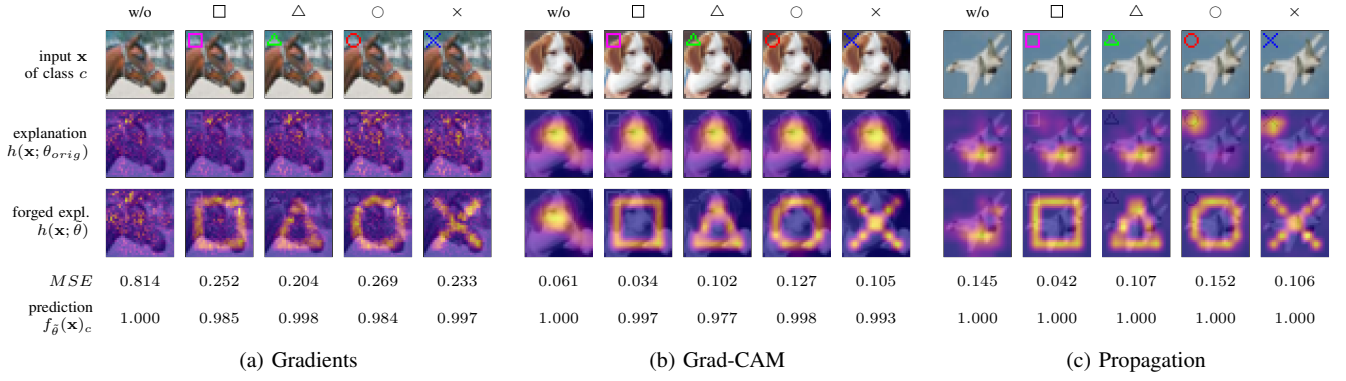 w/o □ △ ○ × w/o □ △ ○ × w/o □ △ ○ ×
input x
of class c
explanation
h(x; θorig)
forged expl.
h(x; θ̃)
MSE 0.814 0.252 0.204 0.269 0.233 0.061 0.034 0.102 0.127 0.105 0.145 0.042 0.107 0.152 0.106
prediction
fθ̃(x)c 1.000 0.985 0.998 0.984 0.997 1.000 0.997 0.977 0.998 0.993 1.000 1.000 1.000 1.000 1.000
(a) Gradients (b) Grad-CAM (c) Propagation